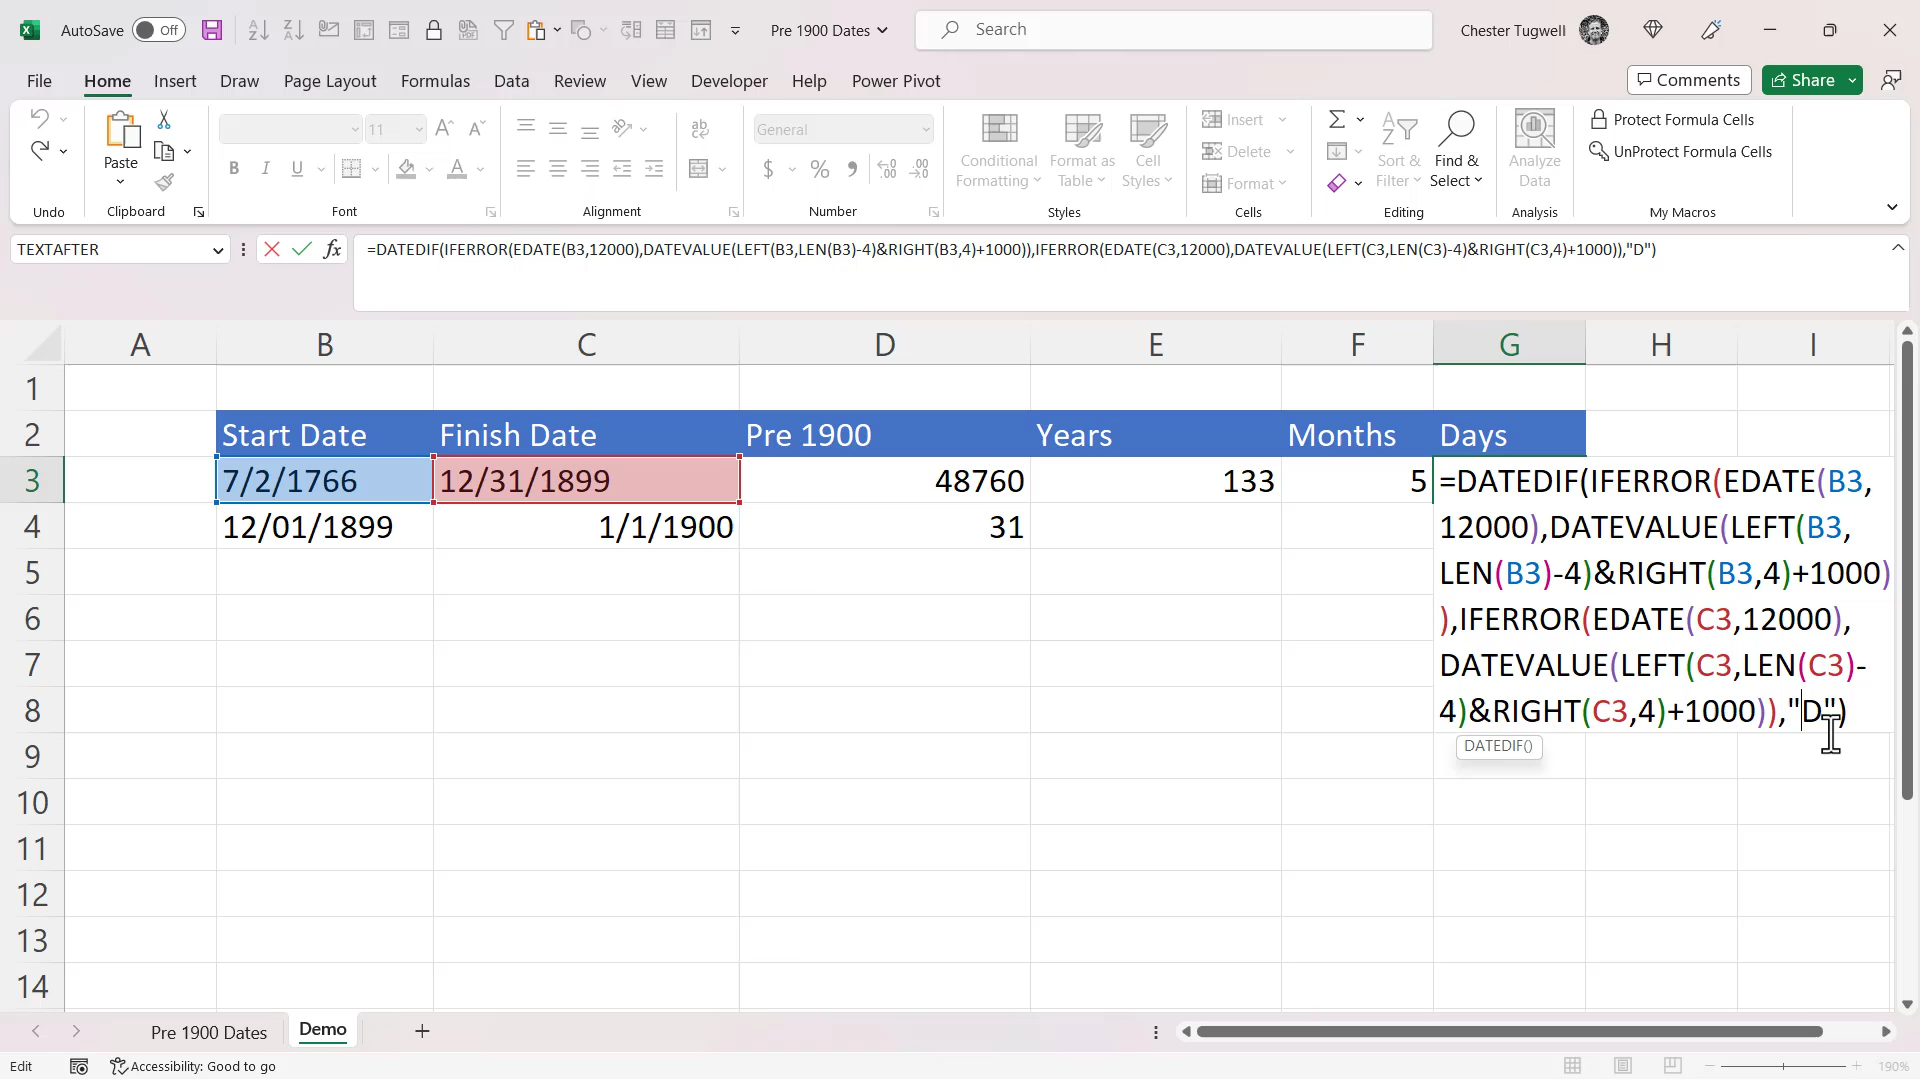 AutoSave Off Pre 1900 Dates Search Chester Tugwell
File Home Insert Draw Page Layout Formulas Data Review View Developer Help Power Pivot Comments Share
Paste
Undo Clipboard
11
B I U
Font
ab
Alignment
General
$ % , .00
Number
Conditional Formatting
Format as Table
Cell Styles
Styles
Insert
Delete
Format
Cells
Sort & Filter
Find & Select
Editing
Analyze Data
Analysis
Protect Formula Cells
UnProtect Formula Cells
My Macros
TEXTAFTER fx =DATEDIF(IFERROR(EDATE(B3,12000),DATEVALUE(LEFT(B3,LEN(B3)-4)&RIGHT(B3,4)+1000)),IFERROR(EDATE(C3,12000),DATEVALUE(LEFT(C3,LEN(C3)-4)&RIGHT(C3,4)+1000)),"D")
A B C D E F G H I
1
2 Start Date Finish Date Pre 1900 Years Months Days
3 7/2/1766 12/31/1899 48760 133 5 =DATEDIF(IFERROR(EDATE(B3,
4 12/01/1899 1/1/1900 31 12000),DATEVALUE(LEFT(B3,
5 LEN(B3)-4)&RIGHT(B3,4)+1000)
6 ),IFERROR(EDATE(C3,12000),
7 DATEVALUE(LEFT(C3,LEN(C3)-
8 4)&RIGHT(C3,4)+1000)),"D")
DATEDIF()
9
10
11
12
13
14
Pre 1900 Dates Demo
Edit Accessibility: Good to go 190%